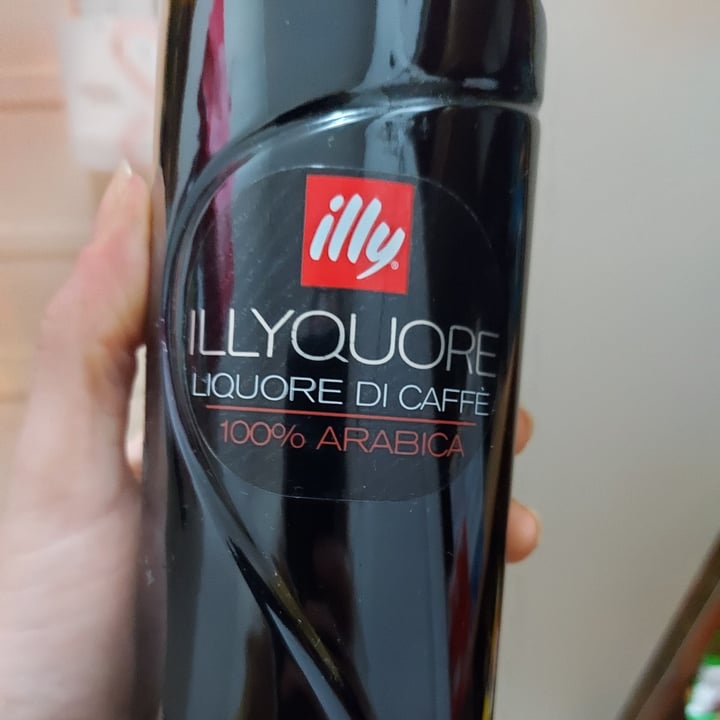 illy®
ILLYQUORE
LIQUORE DI CAFFÈ
100% ARABICA